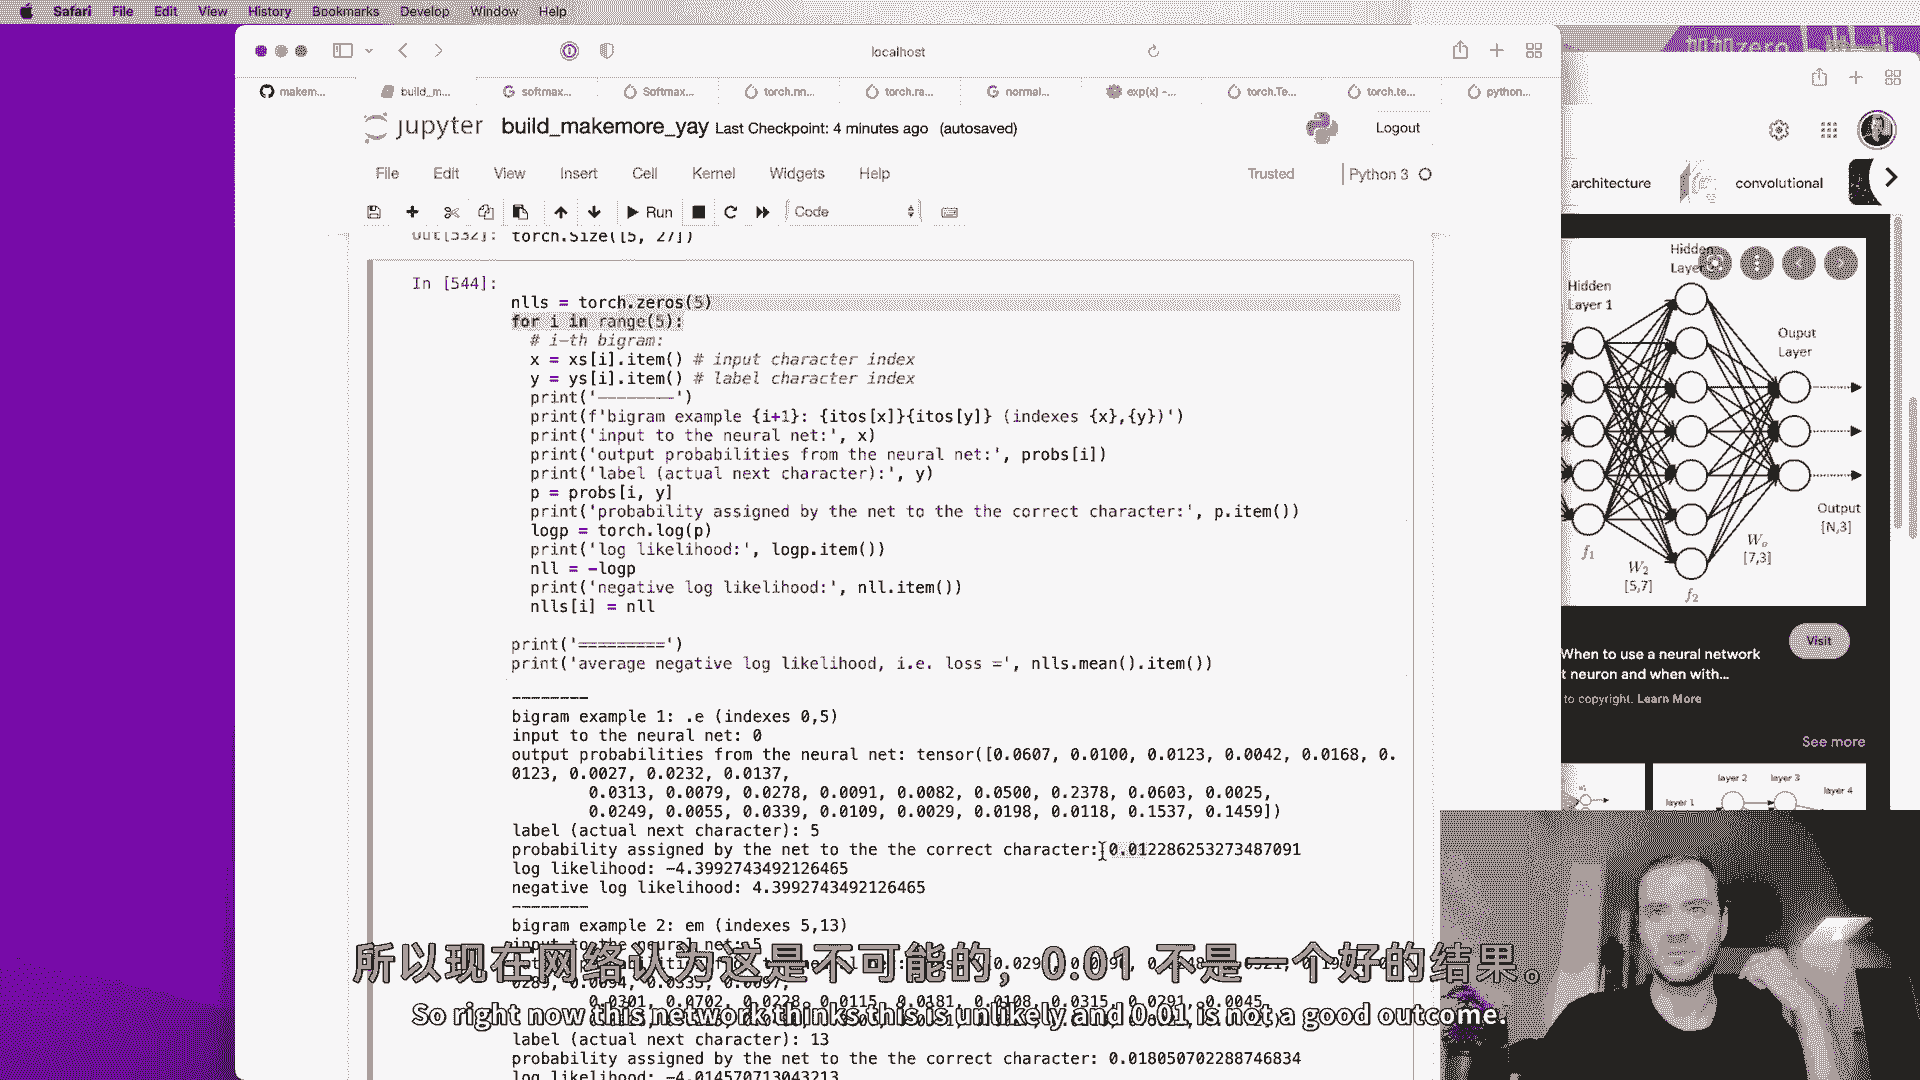 Safari File Edit View History Bookmarks Develop Window Help
localhost
makem... build_m... softmax... Softmax... torch.nn... torch.ra... normal... exp(x) -... torch.Te... torch.te... python...
jupyter build_makemore_yay Last Checkpoint: 4 minutes ago (autosaved)
Logout
File Edit View Insert Cell Kernel Widgets Help
Trusted Python 3
Run Code
Out[532]: torch.Size([5, 27])
In [544]:
nlls = torch.zeros(5)
for i in range(5):
# i-th bigram:
x = xs[i].item() # input character index
y = ys[i].item() # label character index
print('--------')
print(f'bigram example {i+1}: {itos[x]}{itos[y]} (indexes {x},{y})')
print('input to the neural net:', x)
print('output probabilities from the neural net:', probs[i])
print('label (actual next character):', y)
p = probs[i, y]
print('probability assigned by the net to the the correct character:', p.item())
logp = torch.log(p)
print('log likelihood:', logp.item())
nll = -logp
print('negative log likelihood:', nll.item())
nlls[i] = nll
print('=========')
print('average negative log likelihood, i.e. loss =', nlls.mean().item())
--------
bigram example 1: .e (indexes 0,5)
input to the neural net: 0
output probabilities from the neural net: tensor([0.0607, 0.0100, 0.0123, 0.0042, 0.0168, 0.
0123, 0.0027, 0.0232, 0.0137,
0.0313, 0.0079, 0.0278, 0.0091, 0.0082, 0.0500, 0.2378, 0.0603, 0.0025,
0.0249, 0.0055, 0.0339, 0.0109, 0.0029, 0.0198, 0.0118, 0.1537, 0.1459])
label (actual next character): 5
probability assigned by the net to the the correct character: 0.012286253273487091
log likelihood: -4.3992743492126465
negative log likelihood: 4.3992743492126465
--------
bigram example 2: em (indexes 5,13)
input to the neural net: 5
所以现在网络认为这是不可能的，0:01 不是一个好的结果。
0.0301, 0.0702, 0.0228, 0.0115, 0.0181, 0.0108, 0.0315, 0.0291, 0.0045,
So right now this network thinks this is unlikely and 0.01 is not a good outcome.
label (actual next character): 13
probability assigned by the net to the the correct character: 0.018050702288746834
log likelihood: -4.014570713043213
architecture
convolutional
Hidden
Layer
Hidden
Layer 1
Ouput
Layer
Output
[N,3]
f1
W2
[5,7]
f2
Wo
[7,3]
Visit
When to use a neural network
t neuron and when with...
to copyright. Learn More
See more
layer 1
layer 2
layer 3
layer 4